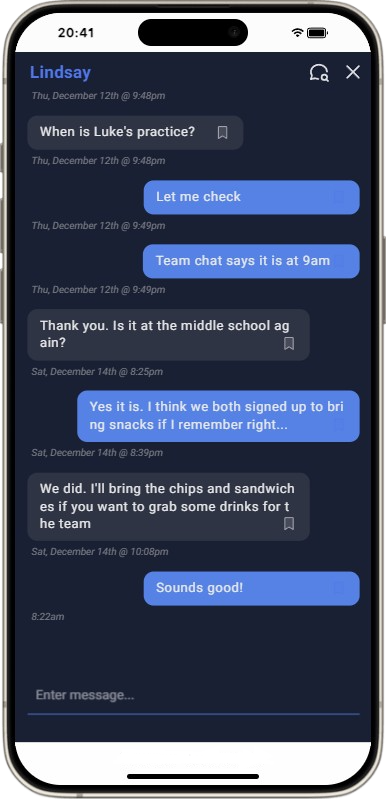 20:41
Lindsay
Thu, December 12th @ 9:48pm
When is Luke's practice?
Thu, December 12th @ 9:48pm
Let me check
Thu, December 12th @ 9:49pm
Team chat says it is at 9am
Thu, December 12th @ 9:49pm
Thank you. Is it at the middle school ag
ain?
Sat, December 14th @ 8:25pm
Yes it is. I think we both signed up to bri
ng snacks if I remember right...
Sat, December 14th @ 8:39pm
We did. I'll bring the chips and sandwich
es if you want to grab some drinks for t
he team
Sat, December 14th @ 10:08pm
Sounds good!
8:22am
Enter message...